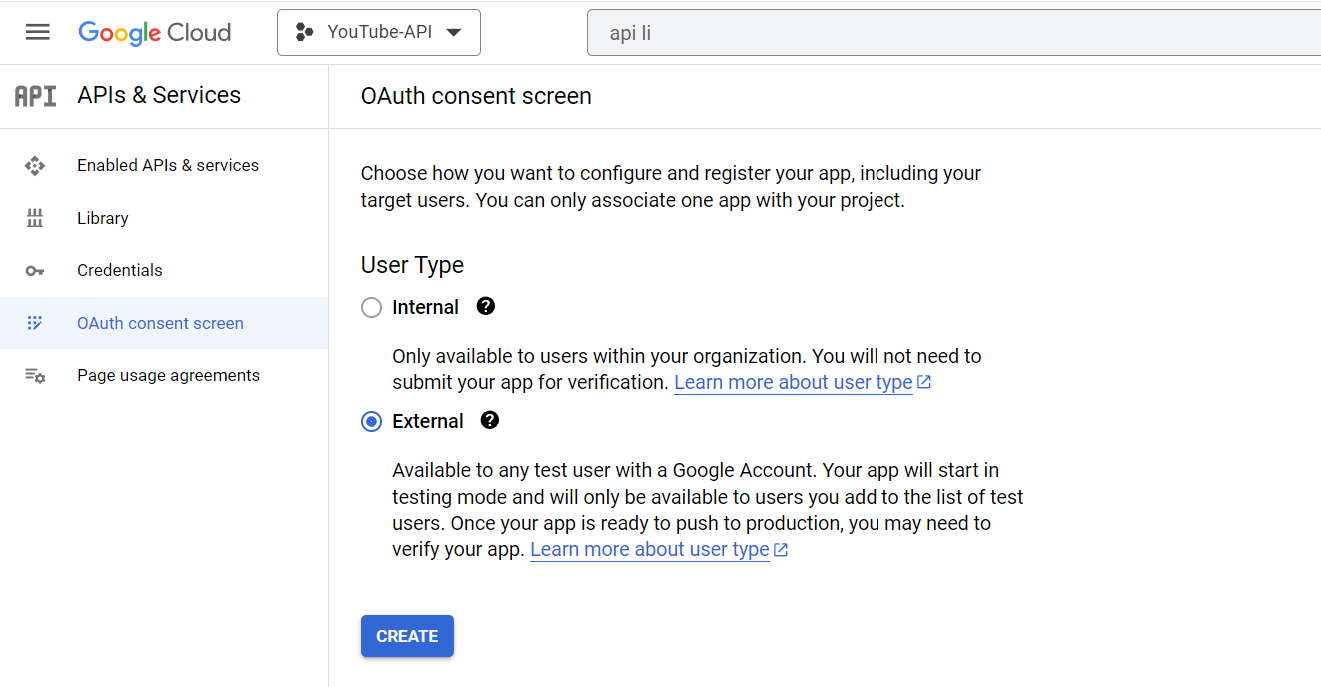 Google Cloud
YouTube-API
api li
API
APIs & Services
OAuth consent screen
Enabled APIs & services
Library
Credentials
OAuth consent screen
Page usage agreements
Choose how you want to configure and register your app, including your
target users. You can only associate one app with your project.
User Type
Internal
Only available to users within your organization. You will not need to
submit your app for verification. Learn more about user type
External
Available to any test user with a Google Account. Your app will start in
testing mode and will only be available to users you add to the list of test
users. Once your app is ready to push to production, you may need to
verify your app. Learn more about user type
CREATE